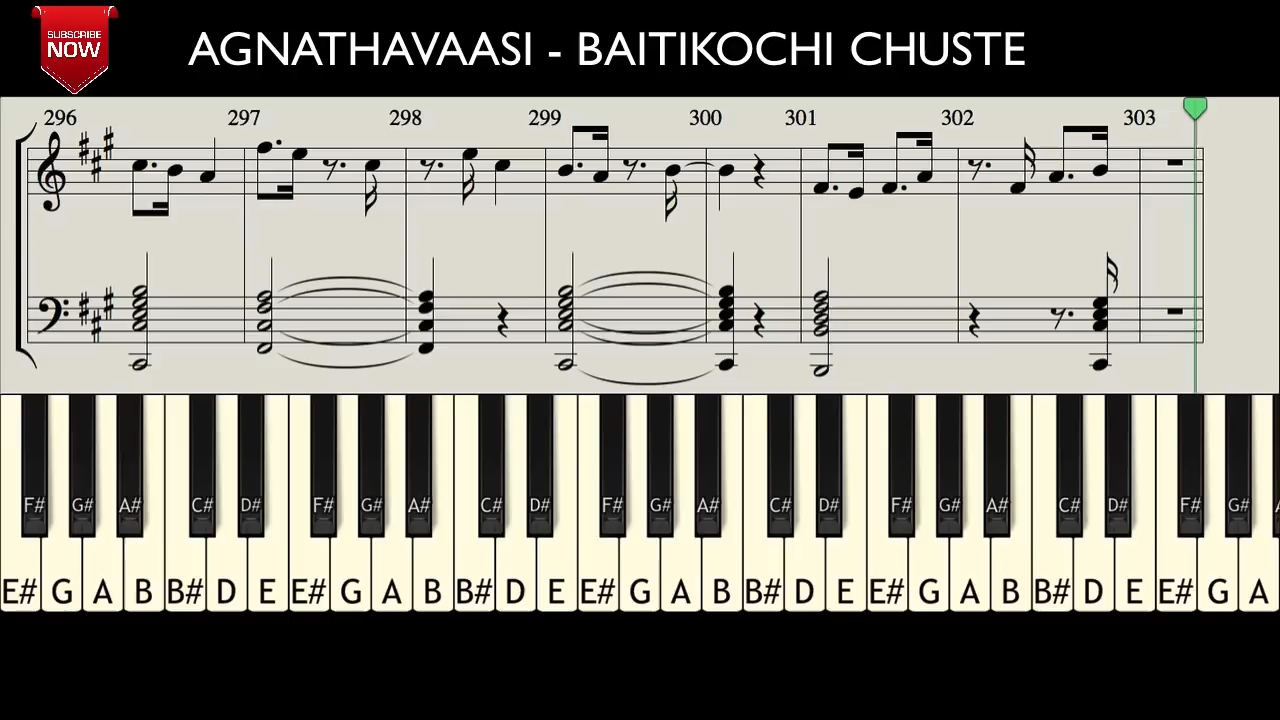 SUBSCRIBE
NOW
AGNATHAVAASI - BAITIKOCHI CHUSTE
296 297 298 299 300 301 302 303
F# G# A# C# D# F# G# A# C# D# F# G# A# C# D# F# G# A# C# D# F# G#
E# G A B B# D E E# G A B B# D E E# G A B B# D E E# G A B B# D E E# G A